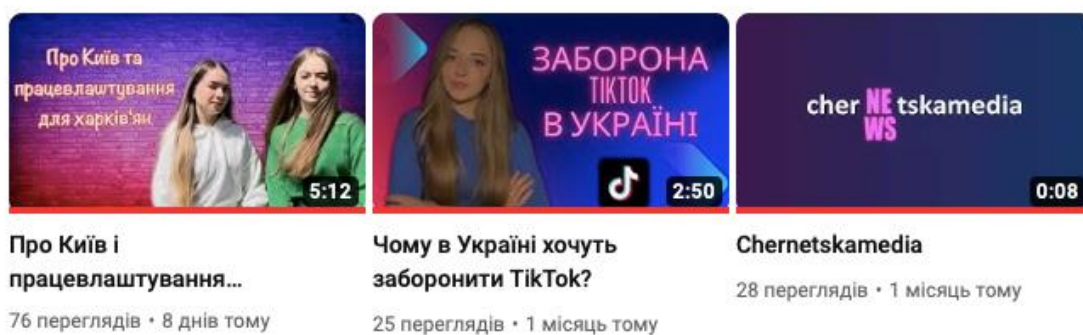 Про Київ та
працевлаштування
для харків'ян
5:12
ЗАБОРОНА
TIKTOK
В УКРАЇНІ
2:50
cher NE tskamedia
WS
0:08
Про Київ і
працевлаштування...
76 переглядів • 8 днів тому
Чому в Україні хочуть
заборонити TikTok?
25 переглядів • 1 місяць тому
Chernetskamedia
28 переглядів • 1 місяць тому